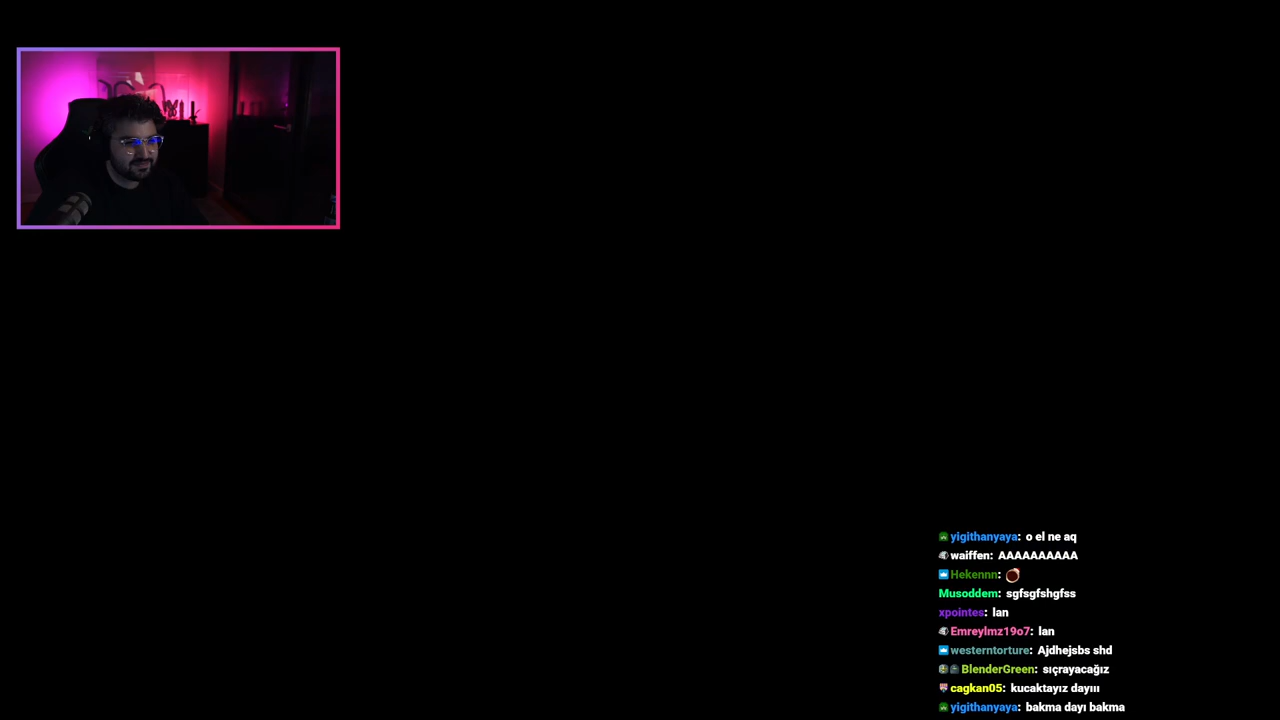 yigithanyaya: o el ne aq
waiffen: AAAAAAAAAA
Hekennn:
Musoddem: sgfsgfshgfss
xpointes: lan
Emreylmz19o7: lan
westerntorture: Ajdhejsbs shd
BlenderGreen: sıçrayacağız
cagkan05: kucaktayız dayııı
yigithanyaya: bakma dayı bakma